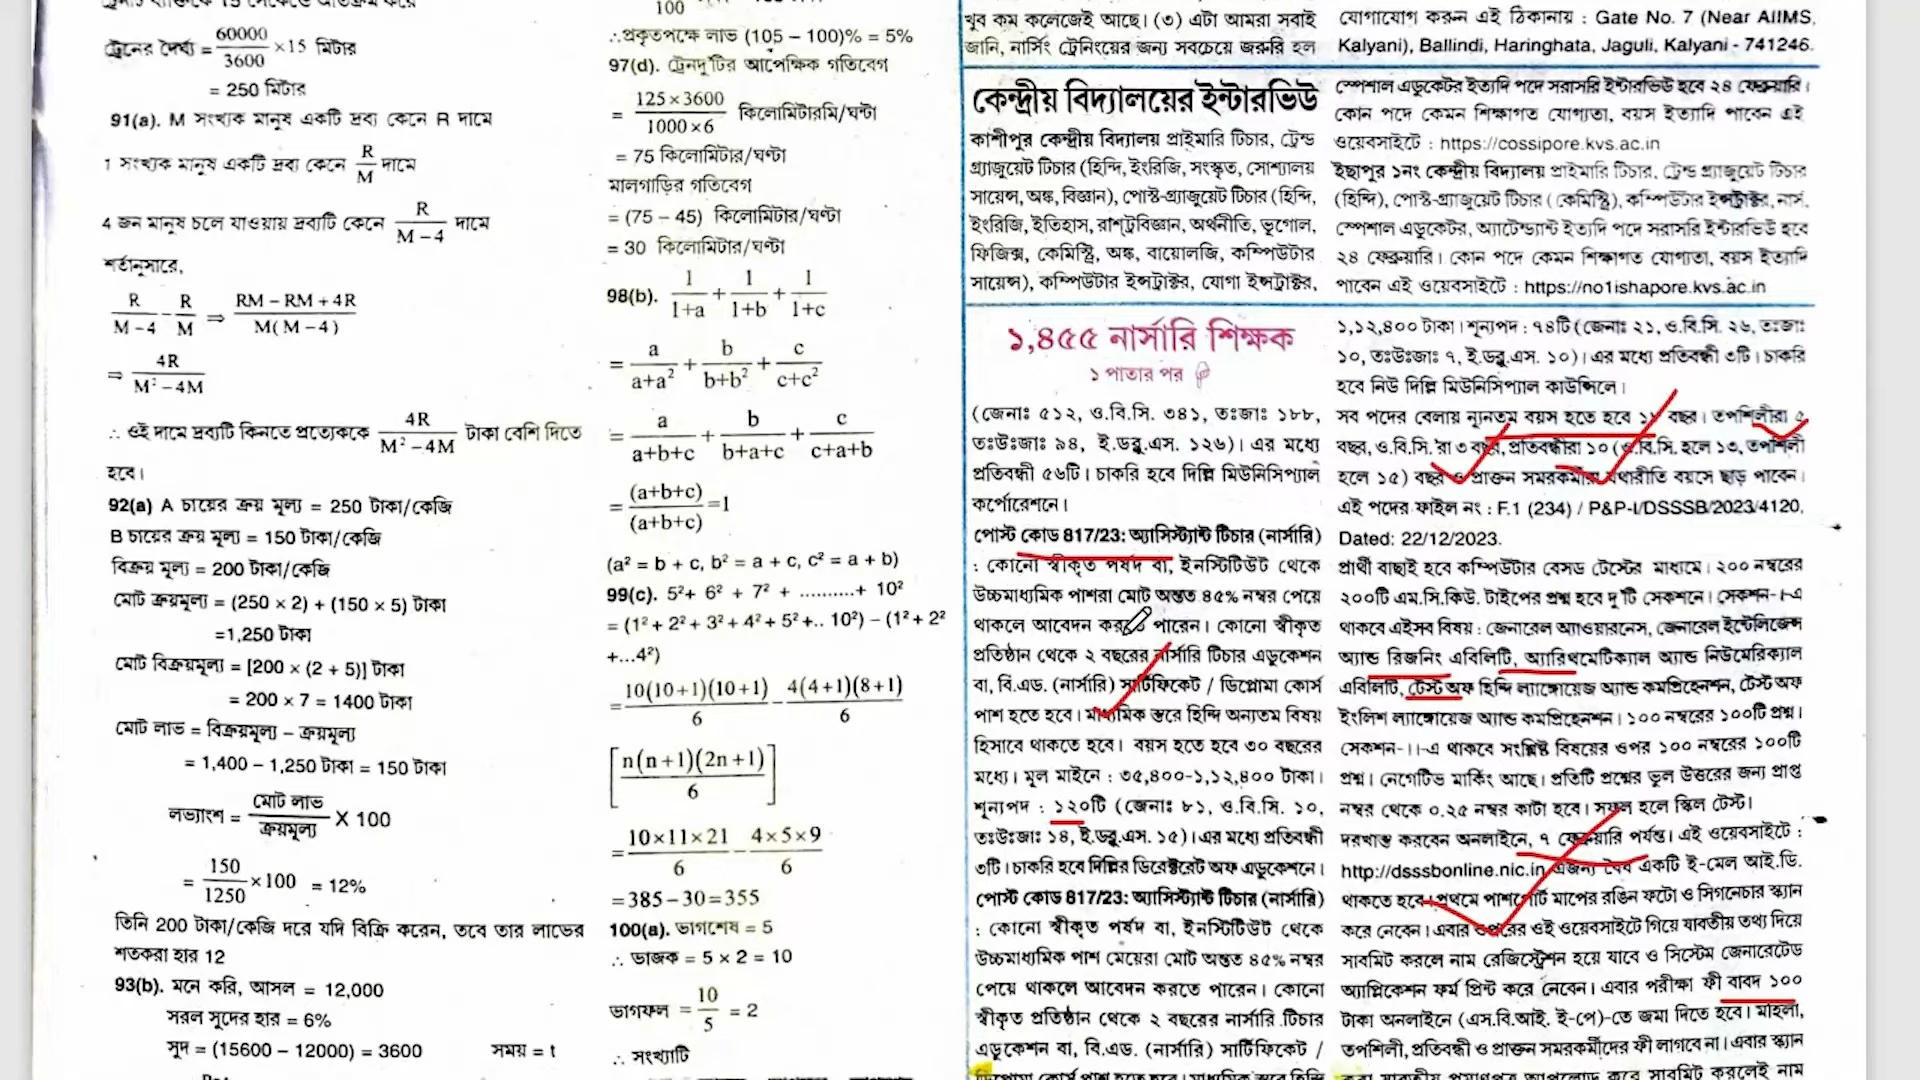 ট্রেনের দৈর্ঘ্য = 60000/3600 × 15 মিটার
= 250 মিটার
91(a). M সংখ্যক মানুষ একটি দ্রব্য কেনে R দামে
1 সংখ্যক মানুষ একটি দ্রব্য কেনে R/M দামে
4 জন মানুষ চলে যাওয়ায় দ্রব্যটি কেনে R/M – 4 দামে
শর্তানুসারে,
R/M – 4 - R/M ⇒ RM – RM + 4R/M(M – 4)
⇒ 4R/M² – 4M
∴ ওই দামে দ্রব্যটি কিনতে প্রত্যেককে 4R/M² – 4M টাকা বেশি দিতে
হবে।
92(a) A চায়ের ক্রয় মূল্য = 250 টাকা/কেজি
B চায়ের ক্রয় মূল্য = 150 টাকা/কেজি
বিক্রয় মূল্য = 200 টাকা/কেজি
মোট ক্রয়মূল্য = (250 × 2) + (150 × 5) টাকা
=1,250 টাকা
মোট বিক্রয়মূল্য = [200 × (2 + 5)] টাকা
= 200 × 7 = 1400 টাকা
মোট লাভ = বিক্রয়মূল্য – ক্রয়মূল্য
= 1,400 – 1,250 টাকা = 150 টাকা
লভ্যাংশ = মোট লাভ/ক্রয়মূল্য X 100
= 150/1250 ×100 = 12%
তিনি 200 টাকা/কেজি দরে যদি বিক্রি করেন, তবে তার লাভের
শতকরা হার 12
93(b). মনে করি, আসল = 12,000
সরল সুদের হার = 6%
সুদ = (15600 – 12000) = 3600 সময় = t
100
∴প্রকৃতপক্ষে লাভ (105 – 100)% = 5%
97(d). ট্রেনদু'টির আপেক্ষিক গতিবেগ
= 125×3600/1000×6 কিলোমিটারমি/ঘণ্টা
= 75 কিলোমিটার/ঘণ্টা
মালগাড়ির গতিবেগ
= (75 – 45) কিলোমিটার/ঘণ্টা
= 30 কিলোমিটার/ঘণ্টা
98(b). 1/1+a + 1/1+b + 1/1+c
= a/a+a² + b/b+b² + c/c+c²
= a/a+b+c + b/b+a+c + c/c+a+b
= (a+b+c)/(a+b+c) =1
(a² = b + c, b² = a + c, c² = a + b)
99(c). 5²+ 6² + 7² + ..........+ 10²
= (1² + 2² + 3² + 4² + 5² +.. 10²) – (1² + 2²
+...4²)
= 10(10+1)(10+1)/6 – 4(4+1)(8+1)/6
[n(n+1)(2n+1)/6]
= 10×11×21/6 – 4×5×9/6
=385–30=355
100(a). ভাগশেষ = 5
∴ ভাজক = 5 × 2 = 10
ভাগফল = 10/5 = 2
∴ সংখ্যাটি
খুব কম কলেজেই আছে। (৩) এটা আমরা সবাই
জানি, নার্সিং ট্রেনিংয়ের জন্য সবচেয়ে জরুরি হল
যোগাযোগ করুন এই ঠিকানায় : Gate No. 7 (Near AIIMS,
Kalyani), Ballindi, Haringhata, Jaguli, Kalyani - 741246.
কেন্দ্রীয় বিদ্যালয়ের ইন্টারভিউ
কাশীপুর কেন্দ্রীয় বিদ্যালয় প্রাইমারি টিচার, ট্রেন্ড
গ্র্যাজুয়েট টিচার (হিন্দি, ইংরিজি, সংস্কৃত, সোশ্যাল
সায়েন্স, অঙ্ক, বিজ্ঞান), পোস্ট-গ্র্যাজুয়েট টিচার (হিন্দি,
ইংরিজি, ইতিহাস, রাষ্ট্রবিজ্ঞান, অর্থনীতি, ভূগোল,
ফিজিক্স, কেমিস্ট্রি, অঙ্ক, বায়োলজি, কম্পিউটার
সায়েন্স), কম্পিউটার ইন্সট্রাক্টর, যোগা ইন্সট্রাক্টর,
স্পেশাল এডুকেটর ইত্যাদি পদে সরাসরি ইন্টারভিউ হবে ২৪ ফেব্রুয়ারি।
কোন পদে কেমন শিক্ষাগত যোগ্যতা, বয়স ইত্যাদি পাবেন এই
ওয়েবসাইটে : https://cossipore.kvs.ac.in
ইছাপুর ১নং কেন্দ্রীয় বিদ্যালয় প্রাইমারি টিচার, ট্রেন্ড গ্র্যাজুয়েট টিচার
(হিন্দি), পোস্ট-গ্র্যাজুয়েট টিচার (কেমিস্ট্রি), কম্পিউটার ইন্সট্রাক্টর, নার্স,
স্পেশাল এডুকেটর, অ্যাটেন্ড্যান্ট ইত্যাদি পদে সরাসরি ইন্টারভিউ হবে
২৪ ফেব্রুয়ারি। কোন পদে কেমন শিক্ষাগত যোগ্যতা, বয়স ইত্যাদি
পাবেন এই ওয়েবসাইটে : https://no1ishapore.kvs.ac.in
১,৪৫৫ নার্সারি শিক্ষক
১ পাতার পর
(জেনাঃ ৫১২, ও.বি.সি. ৩৪১, তঃজাঃ ১৮৮,
তঃউঃজাঃ ৯৪, ই.ডব্লু.এস. ১২৬)। এর মধ্যে
প্রতিবন্ধী ৫৬টি। চাকরি হবে দিল্লি মিউনিসিপ্যাল
কর্পোরেশনে।
পোস্ট কোড 817/23: অ্যাসিস্ট্যান্ট টিচার (নার্সারি)
: কোনো স্বীকৃত পর্ষদ বা, ইনস্টিটিউট থেকে
উচ্চমাধ্যমিক পাশরা মোট অন্তত ৪৫% নম্বর পেয়ে
থাকলে আবেদন করতে পারেন। কোনো স্বীকৃত
প্রতিষ্ঠান থেকে ২ বছরের নার্সারি টিচার এডুকেশন
বা, বি.এড. (নার্সারি) সার্টিফিকেট / ডিপ্লোমা কোর্স
পাশ হতে হবে। মাধ্যমিক স্তরে হিন্দি অন্যতম বিষয়
হিসাবে থাকতে হবে। বয়স হতে হবে ৩০ বছরের
মধ্যে। মূল মাইনে : ৩৫,৪০০-১,১২,৪০০ টাকা।
শূন্যপদ : ১২০টি (জেনাঃ ৮১, ও.বি.সি. ১০,
তঃউঃজাঃ ১৪, ই.ডব্লু.এস. ১৫)। এর মধ্যে প্রতিবন্ধী
৩টি। চাকরি হবে দিল্লির ডিরেক্টরেট অফ এডুকেশনে।
পোস্ট কোড 817/23: অ্যাসিস্ট্যান্ট টিচার (নার্সারি)
: কোনো স্বীকৃত পর্ষদ বা, ইনস্টিটিউট থেকে
উচ্চমাধ্যমিক পাশ মেয়েরা মোট অন্তত ৪৫% নম্বর
পেয়ে থাকলে আবেদন করতে পারেন। কোনো
স্বীকৃত প্রতিষ্ঠান থেকে ২ বছরের নার্সারি টিচার
এডুকেশন বা, বি.এড. (নার্সারি) সার্টিফিকেট /
১,১২,৪০০ টাকা। শূন্যপদ : ৭৪টি (জেনাঃ ২১, ও.বি.সি. ২৬, তঃজাঃ
১০, তঃউঃজাঃ ৭, ই.ডব্লু.এস. ১০)। এর মধ্যে প্রতিবন্ধী ৩টি। চাকরি
হবে নিউ দিল্লি মিউনিসিপ্যাল কাউন্সিলে।
সব পদের বেলায় ন্যূনতম বয়স হতে হবে বছর। তপশিলীরা ৫
বছর, ও.বি.সি.'রা ৩ বছর, প্রতিবন্ধীরা ১০ (ও.বি.সি. হলে ১৩, তপশিলী
হলে ১৫) বছর ও প্রাক্তন সমরকর্মীরা যথারীতি বয়সে ছাড় পাবেন।
এই পদের ফাইল নং : F.1 (234) / P&P-I/DSSSB/2023/4120,
Dated: 22/12/2023.
প্রার্থী বাছাই হবে কম্পিউটার বেসড টেস্টের মাধ্যমে। ২০০ নম্বরের
২০০টি এম.সি.কিউ. টাইপের প্রশ্ন হবে দু'টি সেকশনে। সেকশন-।-এ
থাকবে এইসব বিষয় : জেনারেল অ্যাওয়ারনেস, জেনারেল ইন্টেলিজেন্স
অ্যান্ড রিজনিং এবিলিটি, অ্যারিথমেটিক্যাল অ্যান্ড নিউমেরিক্যাল
এবিলিটি, টেস্ট অফ হিন্দি ল্যাঙ্গোয়েজ অ্যান্ড কমপ্রিহেনশন, টেস্ট অফ
ইংলিশ ল্যাঙ্গোয়েজ অ্যান্ড কমপ্রিহেনশন। ১০০ নম্বরের ১০০টি প্রশ্ন।
সেকশন-।।-এ থাকবে সংশ্লিষ্ট বিষয়ের ওপর ১০০ নম্বরের ১০০টি
প্রশ্ন। নেগেটিভ মার্কিং আছে। প্রতিটি প্রশ্নের ভুল উত্তরের জন্য প্রাপ্ত
নম্বর থেকে ০.২৫ নম্বর কাটা হবে। সফল হলে স্কিল টেস্ট।
দরখাস্ত করবেন অনলাইনে, ৭ ফেব্রুয়ারি পর্যন্ত। এই ওয়েবসাইটে :
http://dsssbonline.nic.in এজন্য বৈধ একটি ই-মেল আই.ডি.
থাকতে হবে। প্রথমে পাশপোর্ট মাপের রঙিন ফটো ও সিগনেচার স্ক্যান
করে নেবেন। এবার ওপরের ওই ওয়েবসাইটে গিয়ে যাবতীয় তথ্য দিয়ে
সাবমিট করলে নাম রেজিস্ট্রেশন হয়ে যাবে ও সিস্টেম জেনারেটেড
অ্যাপ্লিকেশন ফর্ম প্রিন্ট করে নেবেন। এবার পরীক্ষা ফী বাবদ ১০০
টাকা অনলাইনে (এস.বি.আই. ই-পে)-তে জমা দিতে হবে। মহিলা,
তপশিলী, প্রতিবন্ধী ও প্রাক্তন সমরকর্মীদের ফী লাগবে না। এবার স্ক্যান